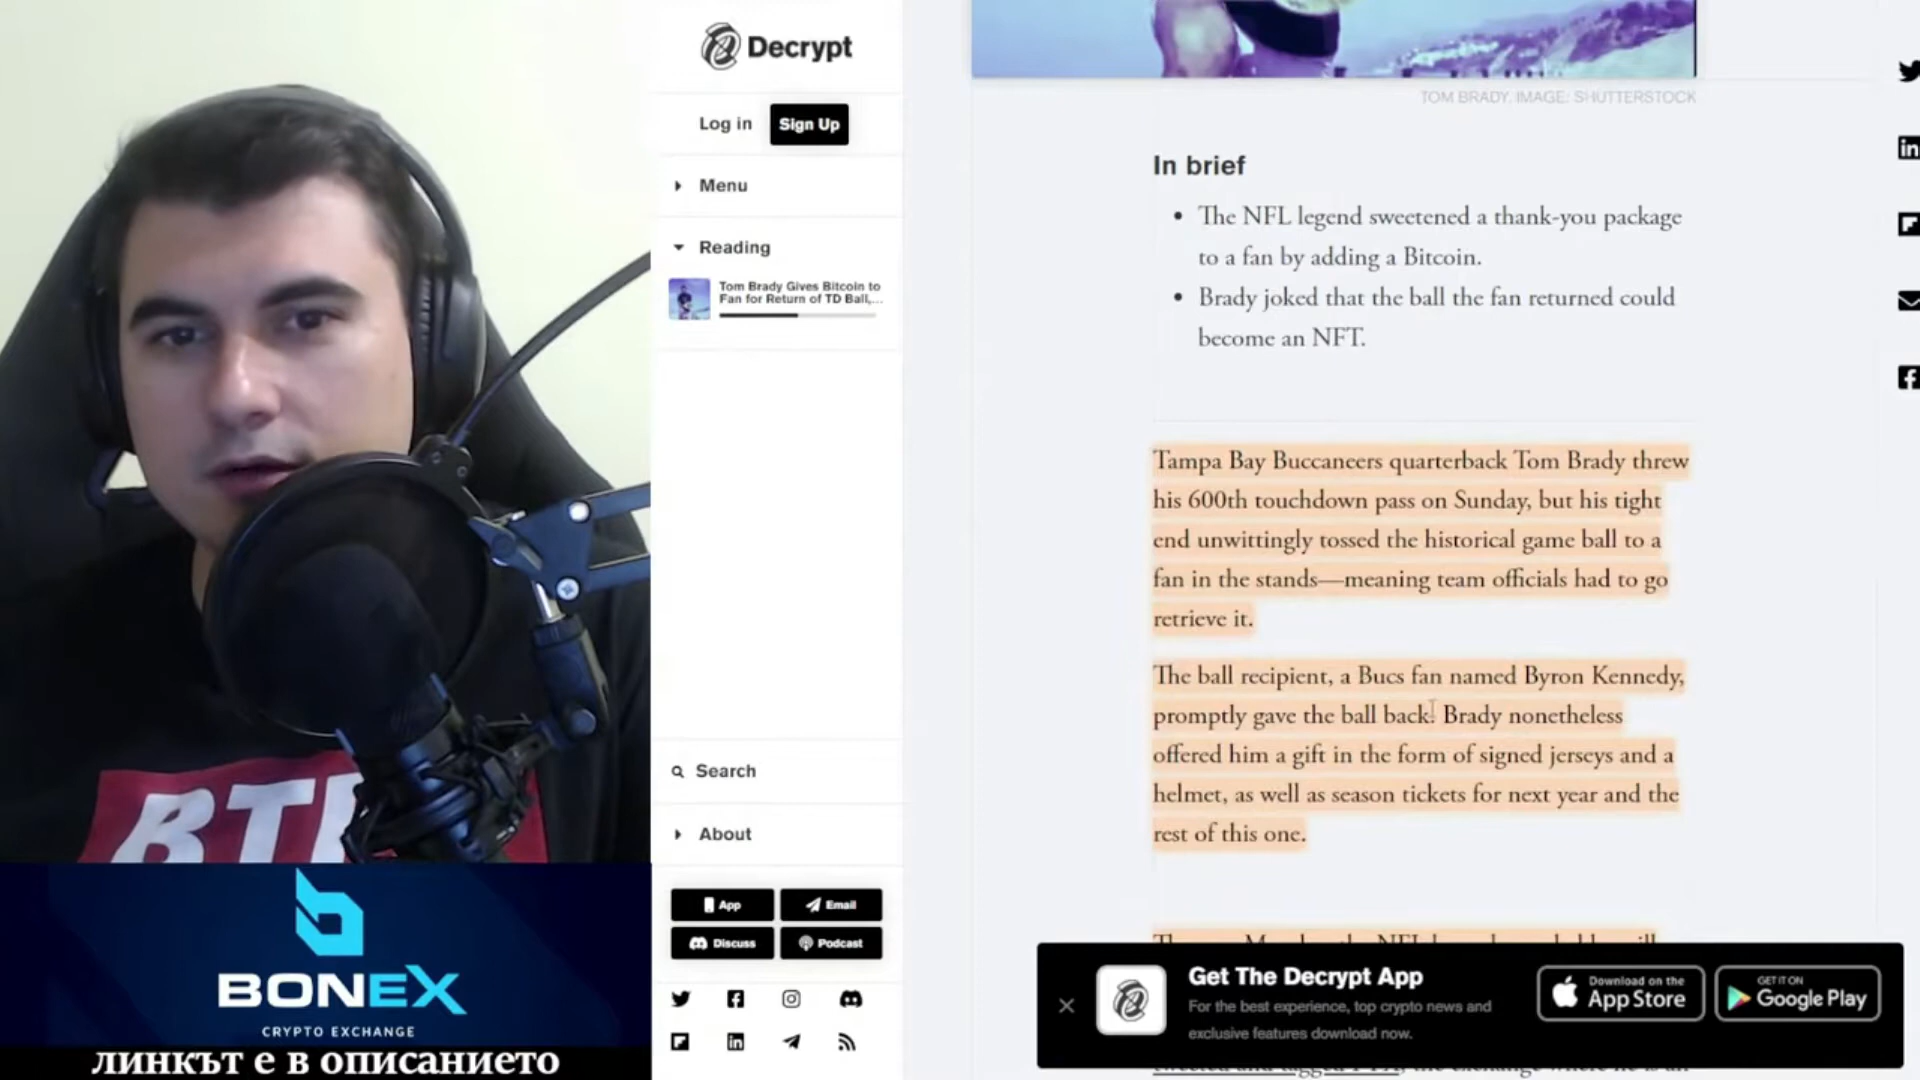 Decrypt
Log in
Sign Up
Menu
Reading
Tom Brady Gives Bitcoin to
Fan for Return of TD Ball,...
Search
About
App
Email
Discuss
Podcast
TOM BRADY. IMAGE: SHUTTERSTOCK
In brief
• The NFL legend sweetened a thank-you package
to a fan by adding a Bitcoin.
• Brady joked that the ball the fan returned could
become an NFT.
Tampa Bay Buccaneers quarterback Tom Brady threw
his 600th touchdown pass on Sunday, but his tight
end unwittingly tossed the historical game ball to a
fan in the stands—meaning team officials had to go
retrieve it.
The ball recipient, a Bucs fan named Byron Kennedy,
promptly gave the ball back. Brady nonetheless
offered him a gift in the form of signed jerseys and a
helmet, as well as season tickets for next year and the
rest of this one.
Get The Decrypt App
For the best experience, top crypto news and
exclusive features download now.
Download on the
App Store
GET IT ON
Google Play
BONEX
CRYPTO EXCHANGE
линкът е в описанието